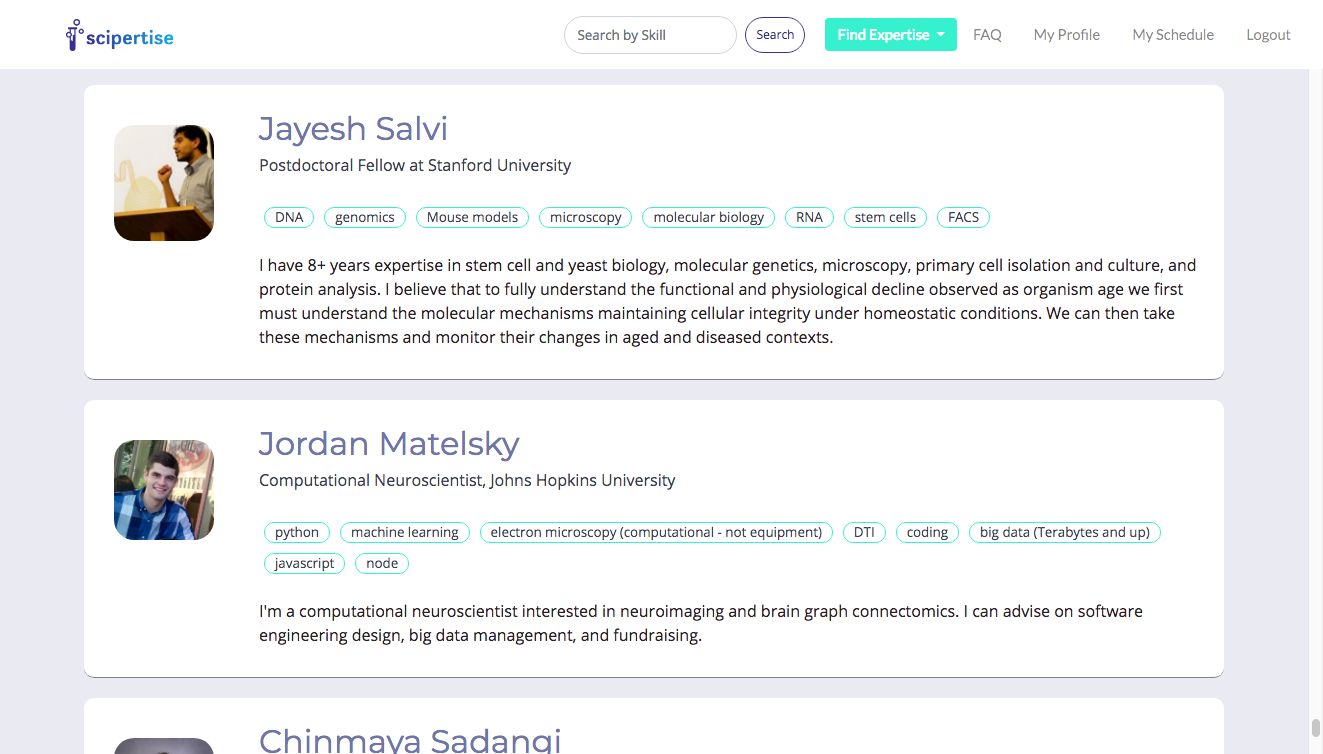 scipertise
Search by Skill
Search
Find Expertise
FAQ
My Profile
My Schedule
Logout
Jayesh Salvi
Postdoctoral Fellow at Stanford University
DNA genomics Mouse models microscopy molecular biology RNA stem cells FACS
I have 8+ years expertise in stem cell and yeast biology, molecular genetics, microscopy, primary cell isolation and culture, and
protein analysis. I believe that to fully understand the functional and physiological decline observed as organism age we first
must understand the molecular mechanisms maintaining cellular integrity under homeostatic conditions. We can then take
these mechanisms and monitor their changes in aged and diseased contexts.
Jordan Matelsky
Computational Neuroscientist, Johns Hopkins University
python machine learning electron microscopy (computational - not equipment) DTI coding big data (Terabytes and up)
javascript node
I'm a computational neuroscientist interested in neuroimaging and brain graph connectomics. I can advise on software
engineering design, big data management, and fundraising.
Chinmaya Sadangi